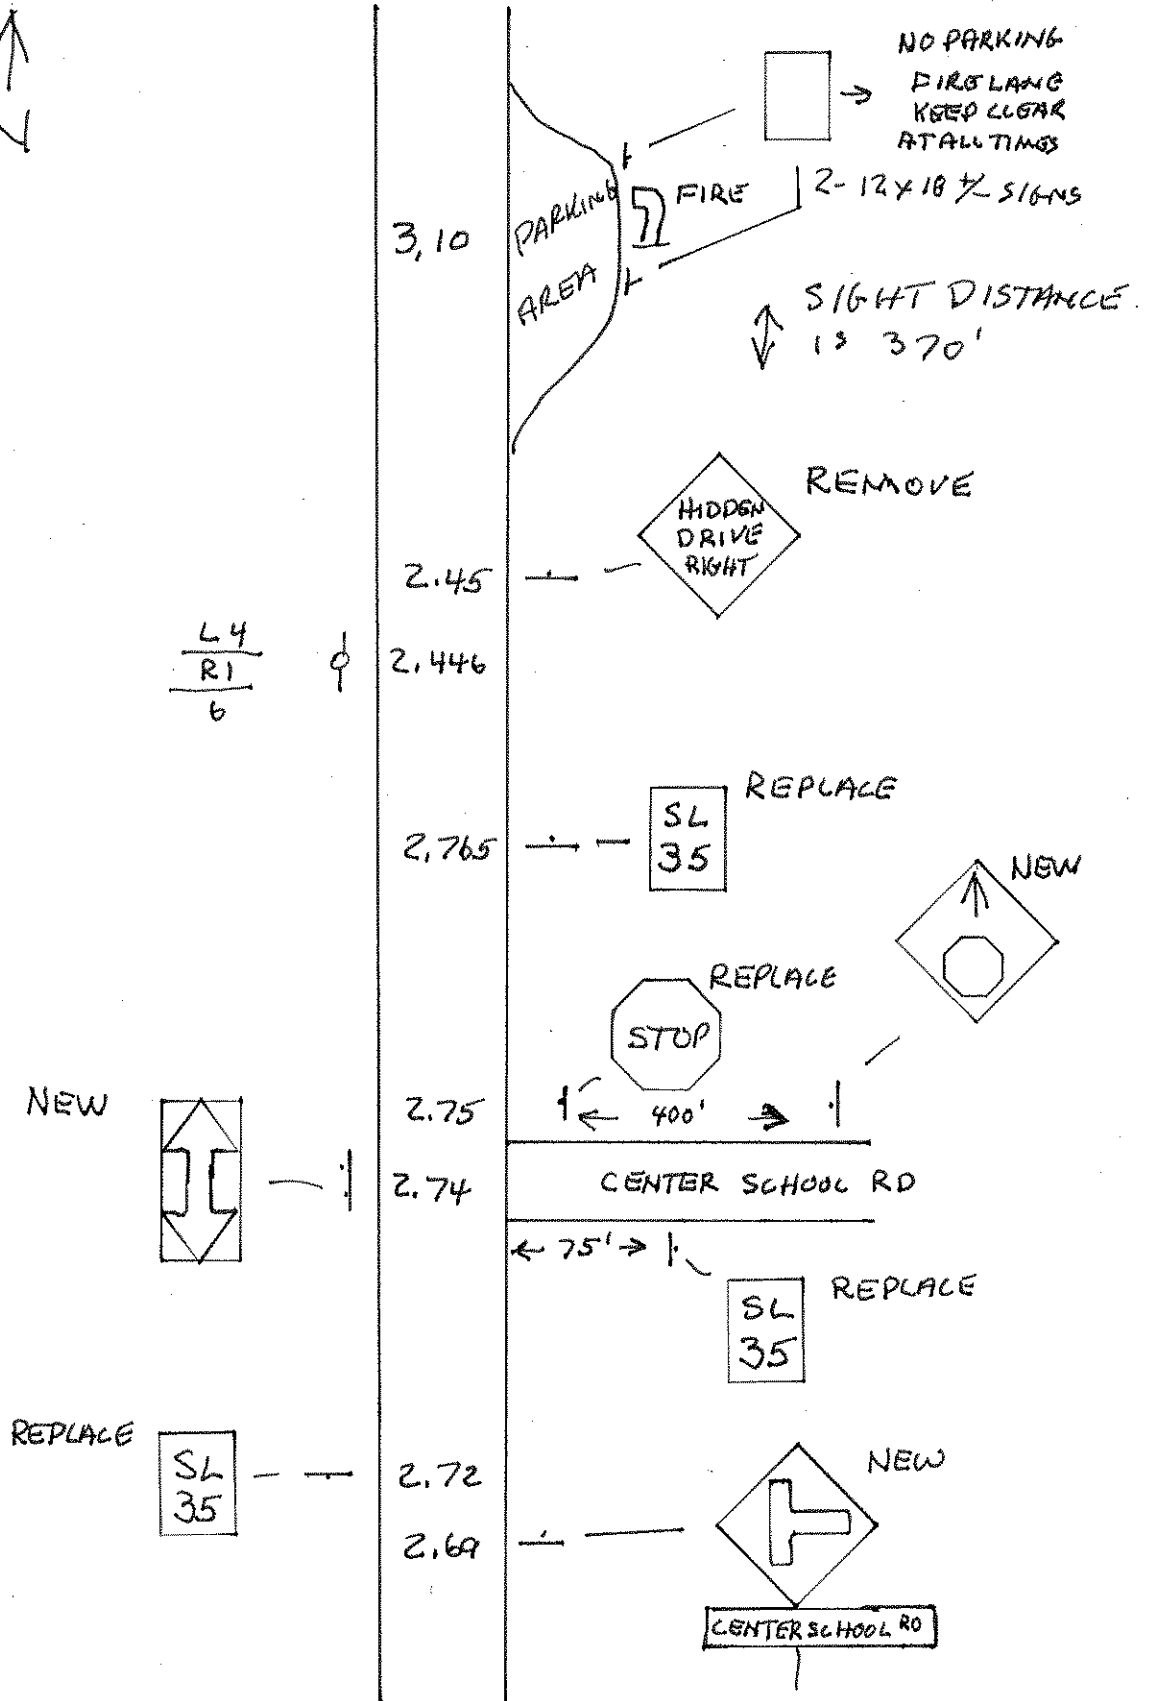 NO PARKING
FIRE LANE
KEEP CLEAR
AT ALL TIMES
2- 12 x 18 +/- SIGNS
FIRE
3,10
PARKING
AREA
SIGHT DISTANCE
IS 370'
REMOVE
HIDDEN
DRIVE
RIGHT
2.45
L4
R1
6
2.446
REPLACE
SL
35
2.765
NEW
REPLACE
STOP
NEW
2.75
400'
2.74
CENTER SCHOOL RD
75'
REPLACE
SL
35
REPLACE
SL
35
2.72
NEW
2.69
CENTER SCHOOL RD